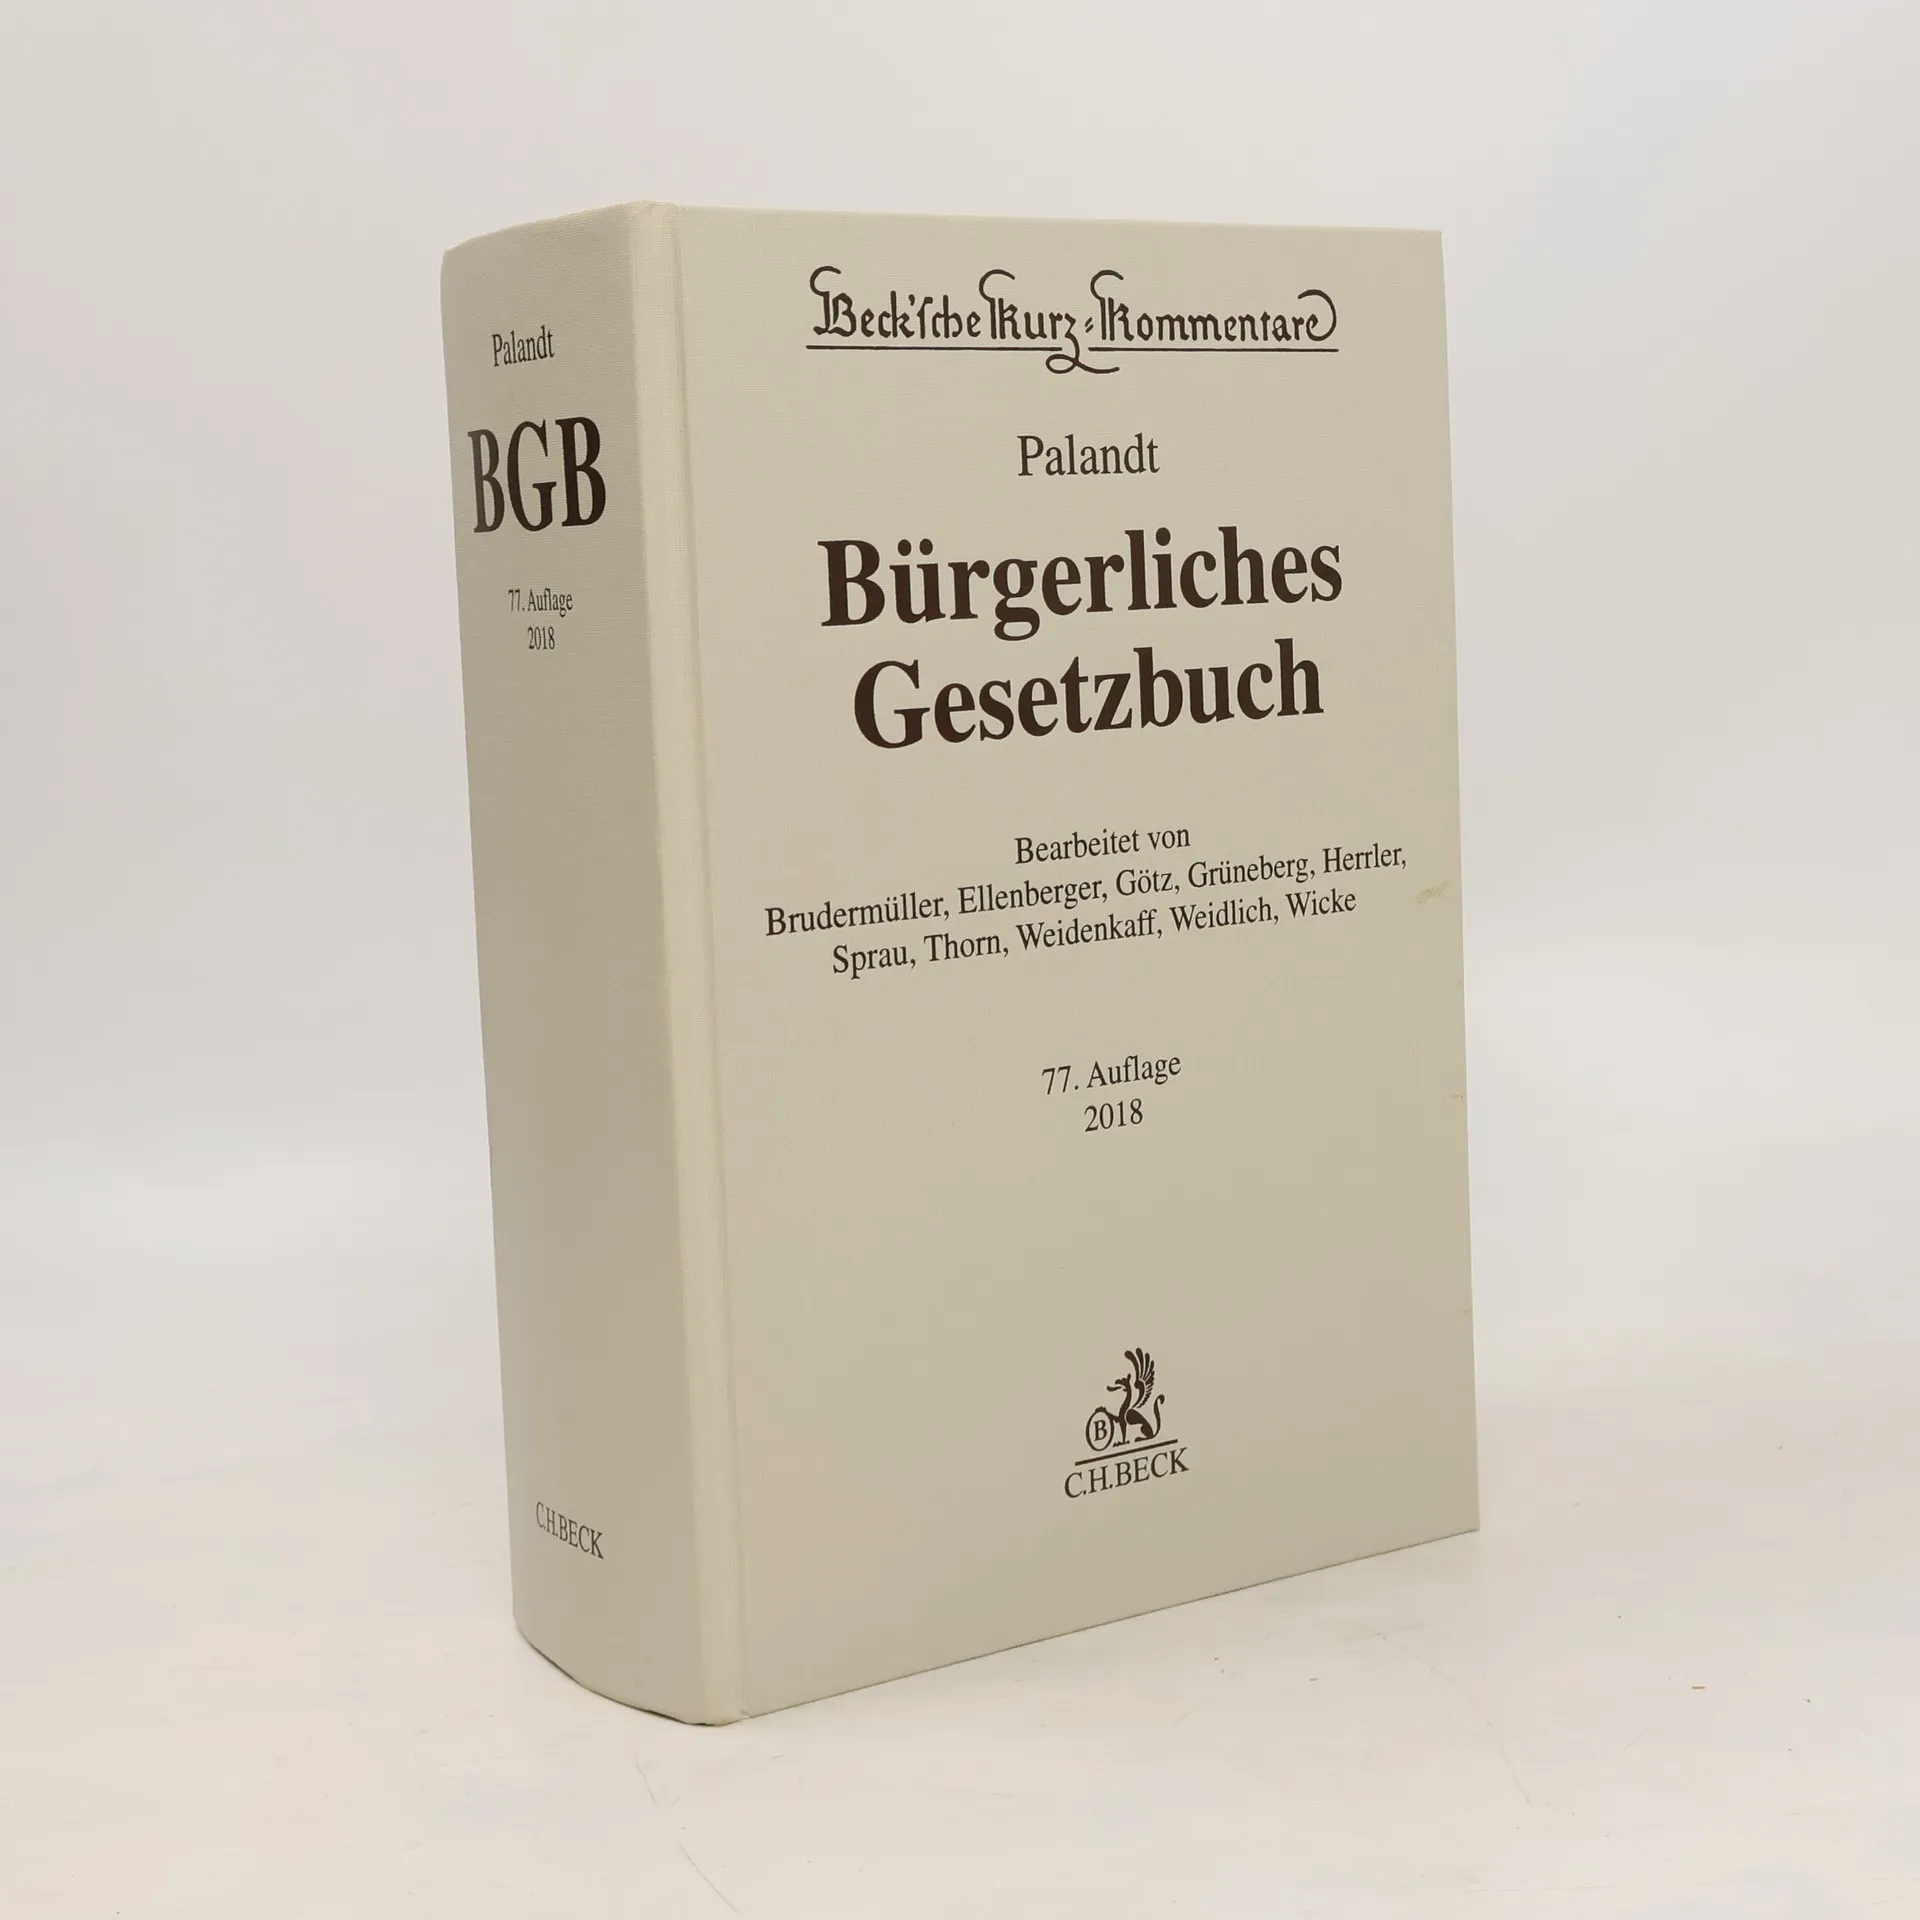 Palandt
BGB
77. Auflage
2018
C.H.BECK
Beck'sche Kurz-Kommentare
Palandt
Bürgerliches
Gesetzbuch
Bearbeitet von
Brudermüller, Ellenberger, Götz, Grüneberg, Herrler,
Sprau, Thorn, Weidenkaff, Weidlich, Wicke
77. Auflage
2018
B
C.H.BECK